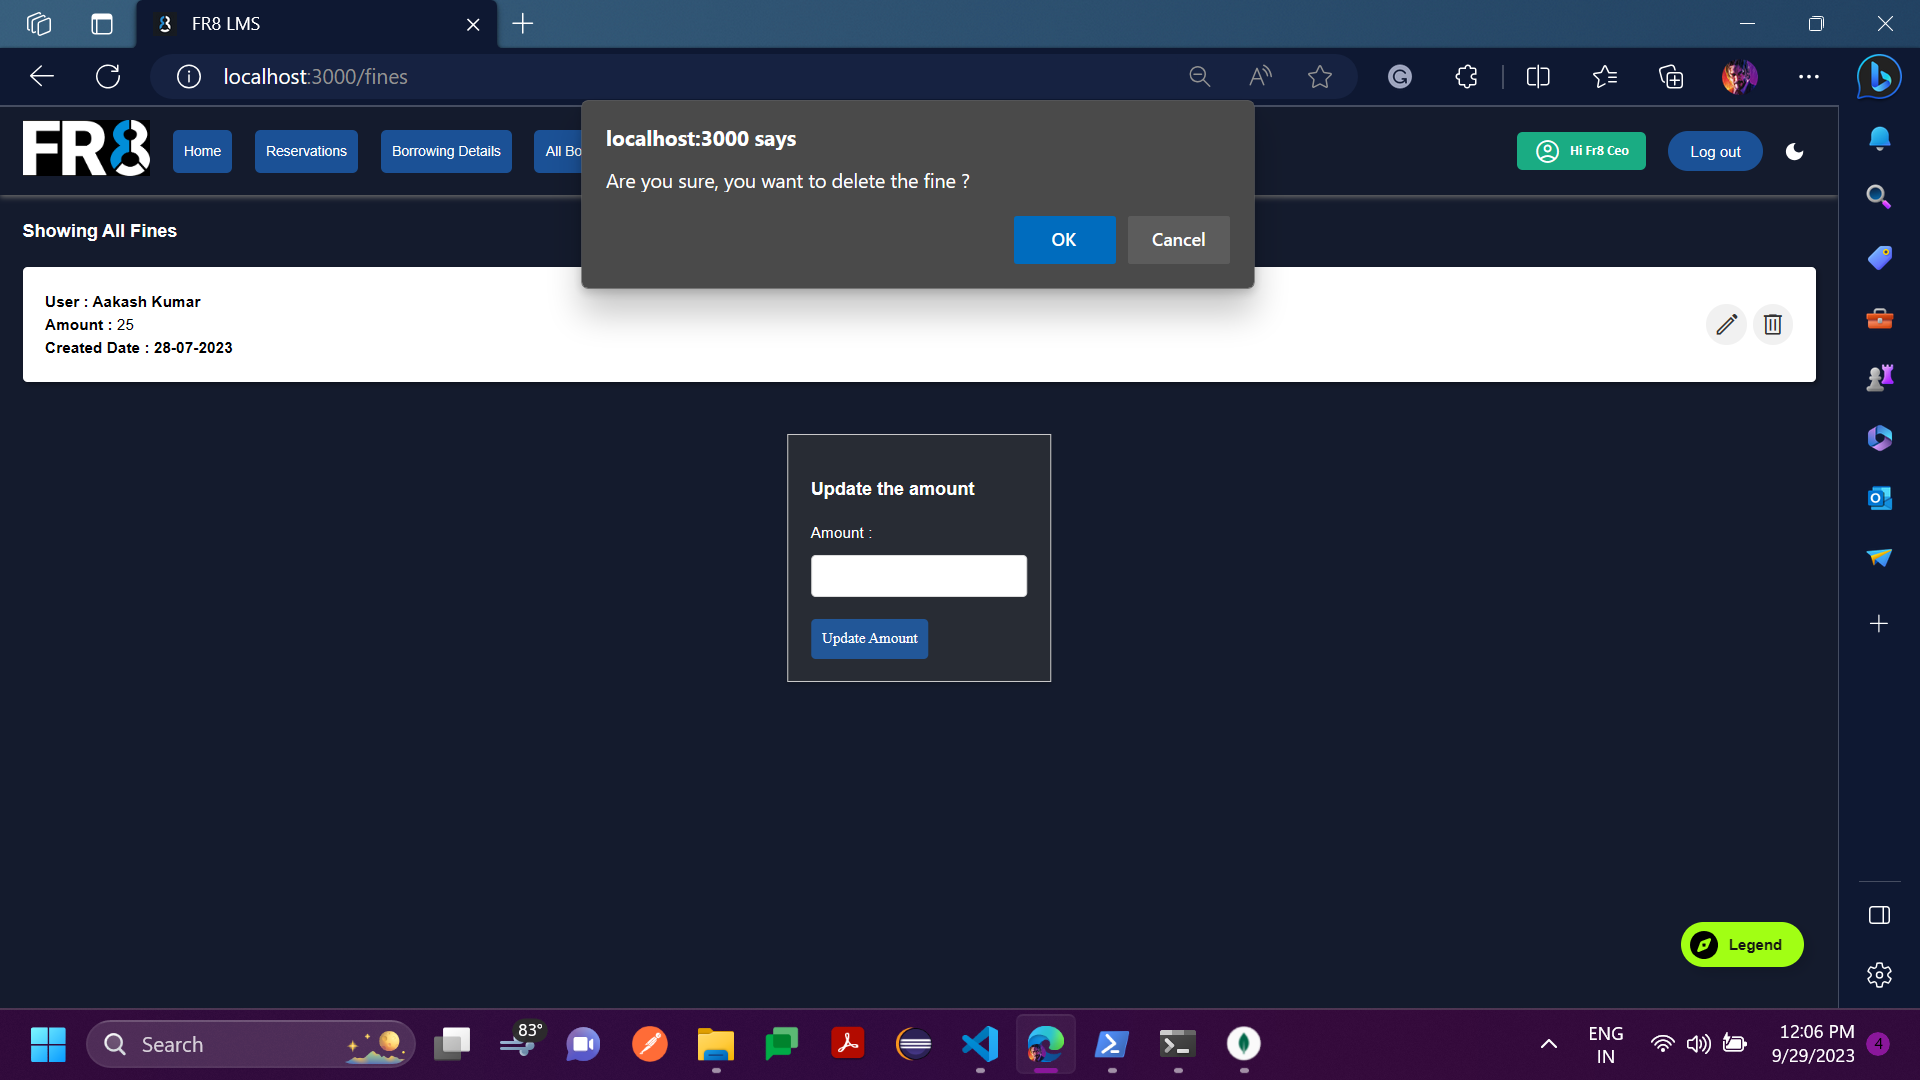 FR8 LMS
localhost:3000/fines
FR8
Home
Reservations
Borrowing Details
All Bo
localhost:3000 says
Are you sure, you want to delete the fine ?
OK
Cancel
Hi Fr8 Ceo
Log out
Showing All Fines
User : Aakash Kumar
Amount : 25
Created Date : 28-07-2023
Update the amount
Amount :
Update Amount
Legend
Search
83°
ENG
IN
12:06 PM
9/29/2023
4